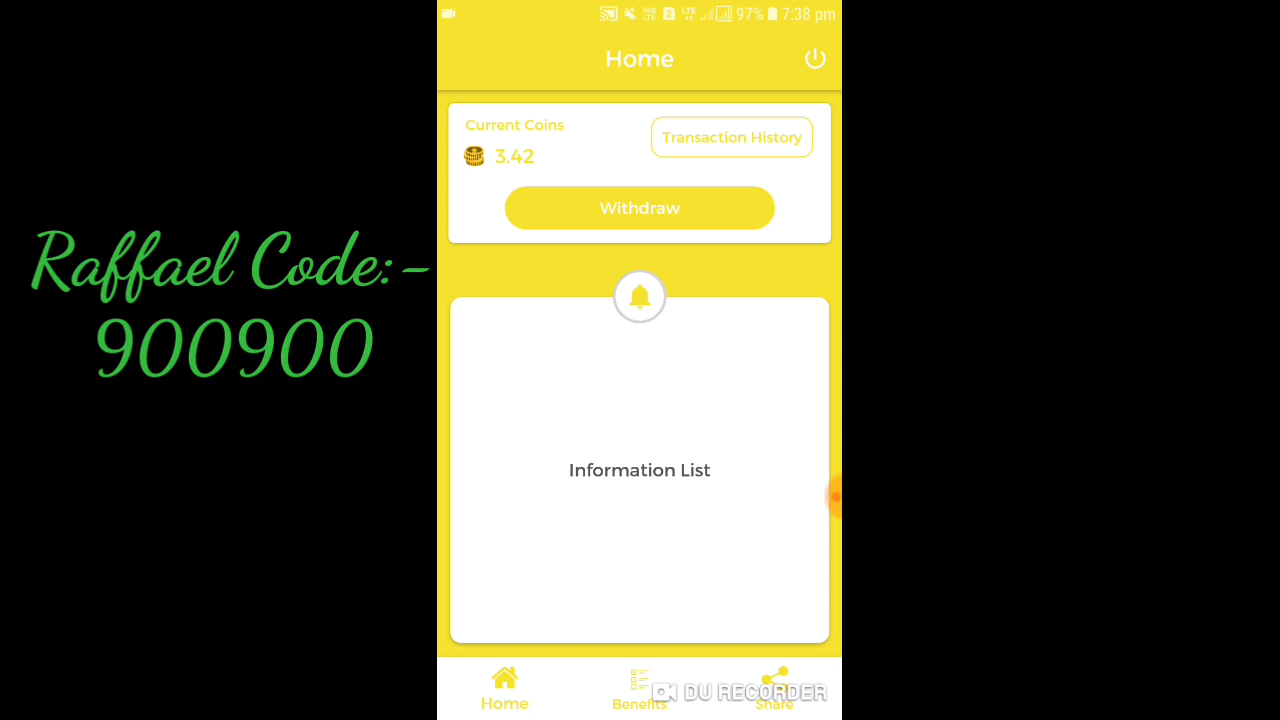 97% 7:38 pm
Home
Current Coins
3.42
Transaction History
Withdraw
Raffael Code:-
900900
Information List
Home
Benefits
Share
DU RECORDER